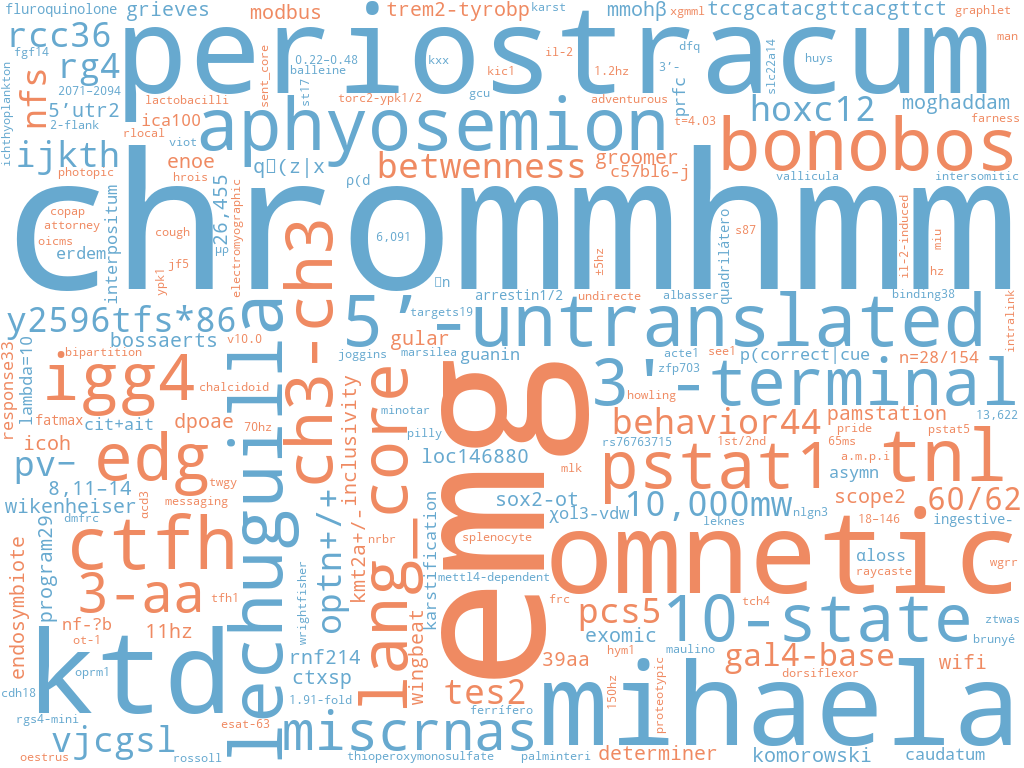 fluroquinolone
grieves
modbus
trem2-tyrobp
karst
mmohβ
xgmml
tccgcatacgttcacgttct
graphlet
rcc36
fgf14
periostracum
man
rg4
nfs
sent_core
0.22–0.48
balleine
st17
kxx
kic1
il-2
1.2hz
dfq
3’-
prfc
slc22a14
huys
ichthyoplankton
2071–2094
5’utr2
2-flank
lactobacilli
ica100
rlocal
viot
torc2-ypk1/2
gcu
adventurous
t=4.03
hoxc12
moghaddam
farness
aphyosemion
bonobos
ijkth
photopic
enoe
hrois
ρ(d
betwenness
groomer
c57bl6-j
vallicula
intersomitic
chrommhmm
copap
attorney
oicms
erdem
interpositum
cough
jf5
ypk1
26,455
μρ
electromyographic
ch3-ch3
6,091
±5hz
quadrilátero
s87
il-2-induced
miu
hz
arrestin1/2
undirecte
albasser
binding38
intralink
y2596tfs*86
bossaerts
v10.0
5’-untranslated
targets19
gular
joggins
marsilea
guanin
acte1
see1
zfp703
p(correct|cue
n=28/154
response33
lambda=10
bipartition
igg4
chalcidoid
lechuguilla
inclusivity
lang_core
minotar
emg
3'-terminal
howling
fatmax
cit+ait
dpoae
70hz
pilly
behavior44
pamstation
13,622
pride
pstat5
icoh
edg
loc146880
mlk
rs76763715
1st/2nd
65ms
a.m.p.i
pv−
twgy
pstat1
asymn
tnl
8,11–14
αcd3
messaging
wikenheiser
dmfrc
optn+/+
kmt2a+/-
karstification
sox2-ot
χol3-vdw
10,000mw
nlgn3
leknes
scope2
60/62
18–146
ingestive-
endosymbiote
program29
ctfh
nrbr
splenocyte
mettl4-dependent
omnetic
αloss
raycaste
wgrr
3-aa
tfh1
wrightfisher
frc
pcs5
tch4
10-state
ztwas
nf-?b
ot-1
11hz
exomic
hym1
maulino
brunyé
ktd
oprm1
cdh18
rnf214
ctxsp
wingbeat
39aa
gal4-base
dorsiflexor
wifi
1.91-fold
tes2
150hz
proteotypic
mihaela
rgs4-mini
esat-63
ferrífero
vjcgsl
miscrnas
oestrus
rossoll
thioperoxymonosulfate
palminteri
determiner
komorowski
caudatum